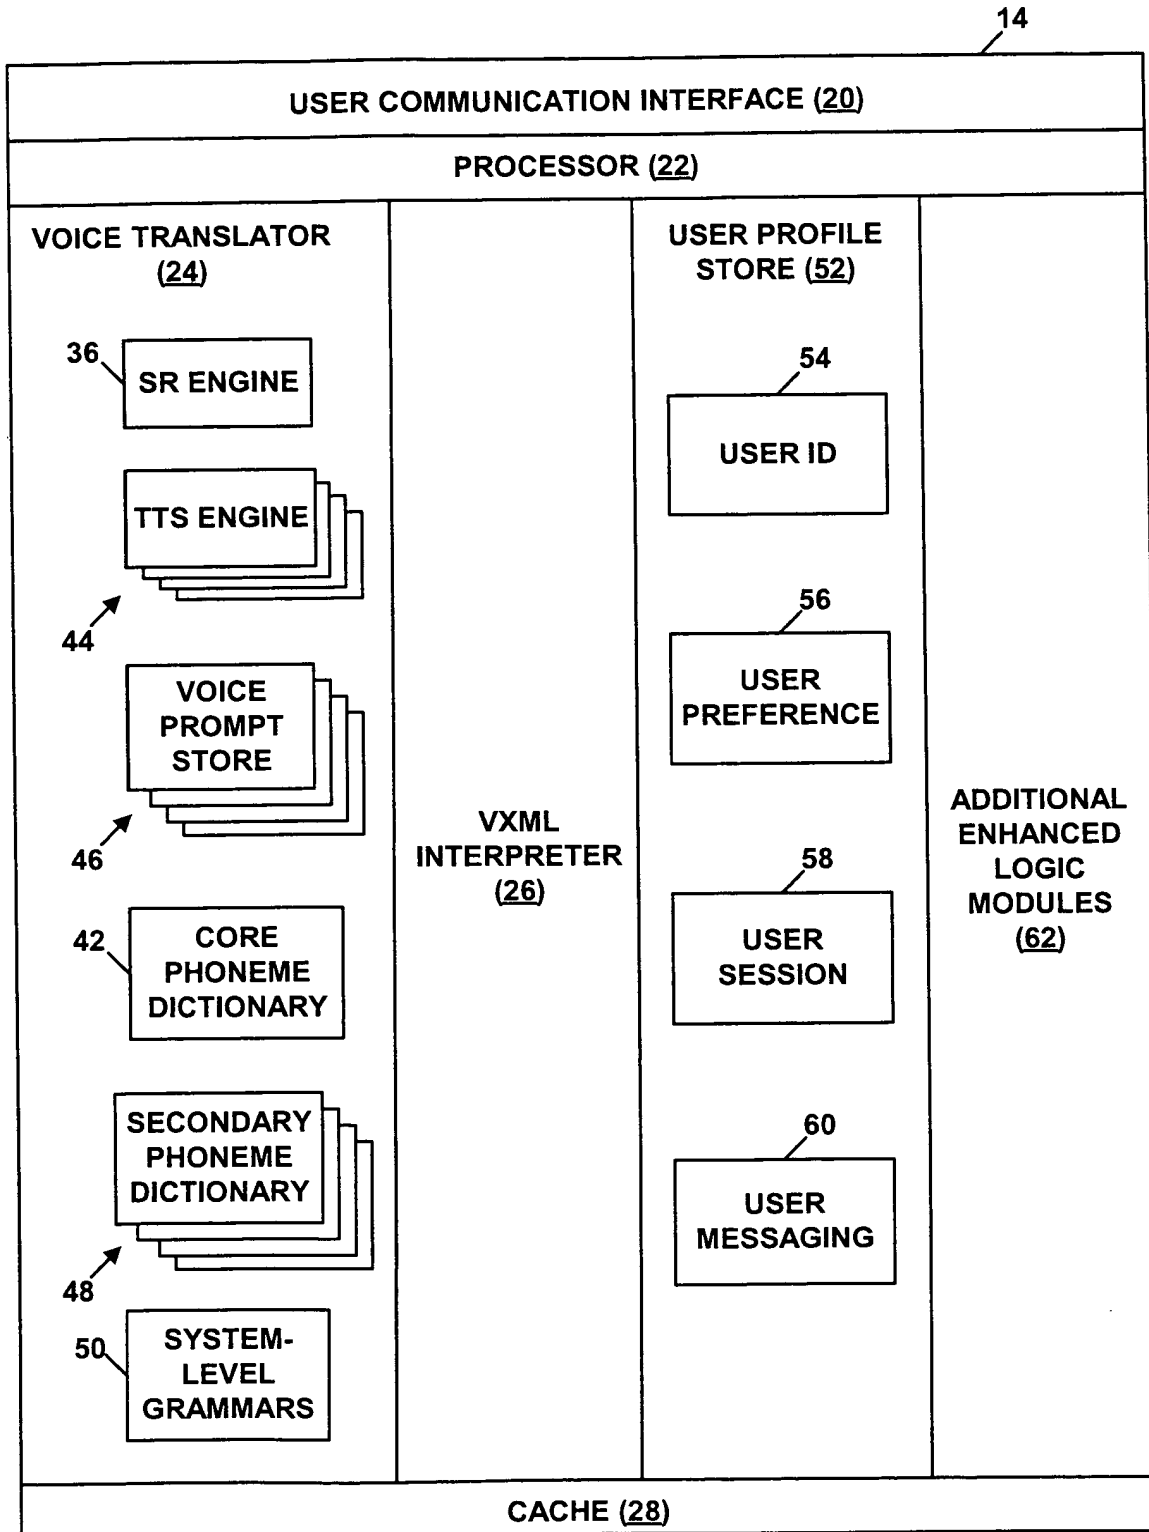 14
USER COMMUNICATION INTERFACE (20)
PROCESSOR (22)
VOICE TRANSLATOR
(24)
36
SR ENGINE
TTS ENGINE
44
VOICE
PROMPT
STORE
46
42
CORE
PHONEME
DICTIONARY
SECONDARY
PHONEME
DICTIONARY
48
50
SYSTEM-
LEVEL
GRAMMARS
VXML
INTERPRETER
(26)
USER PROFILE
STORE (52)
54
USER ID
56
USER
PREFERENCE
58
USER
SESSION
60
USER
MESSAGING
ADDITIONAL
ENHANCED
LOGIC
MODULES
(62)
CACHE (28)